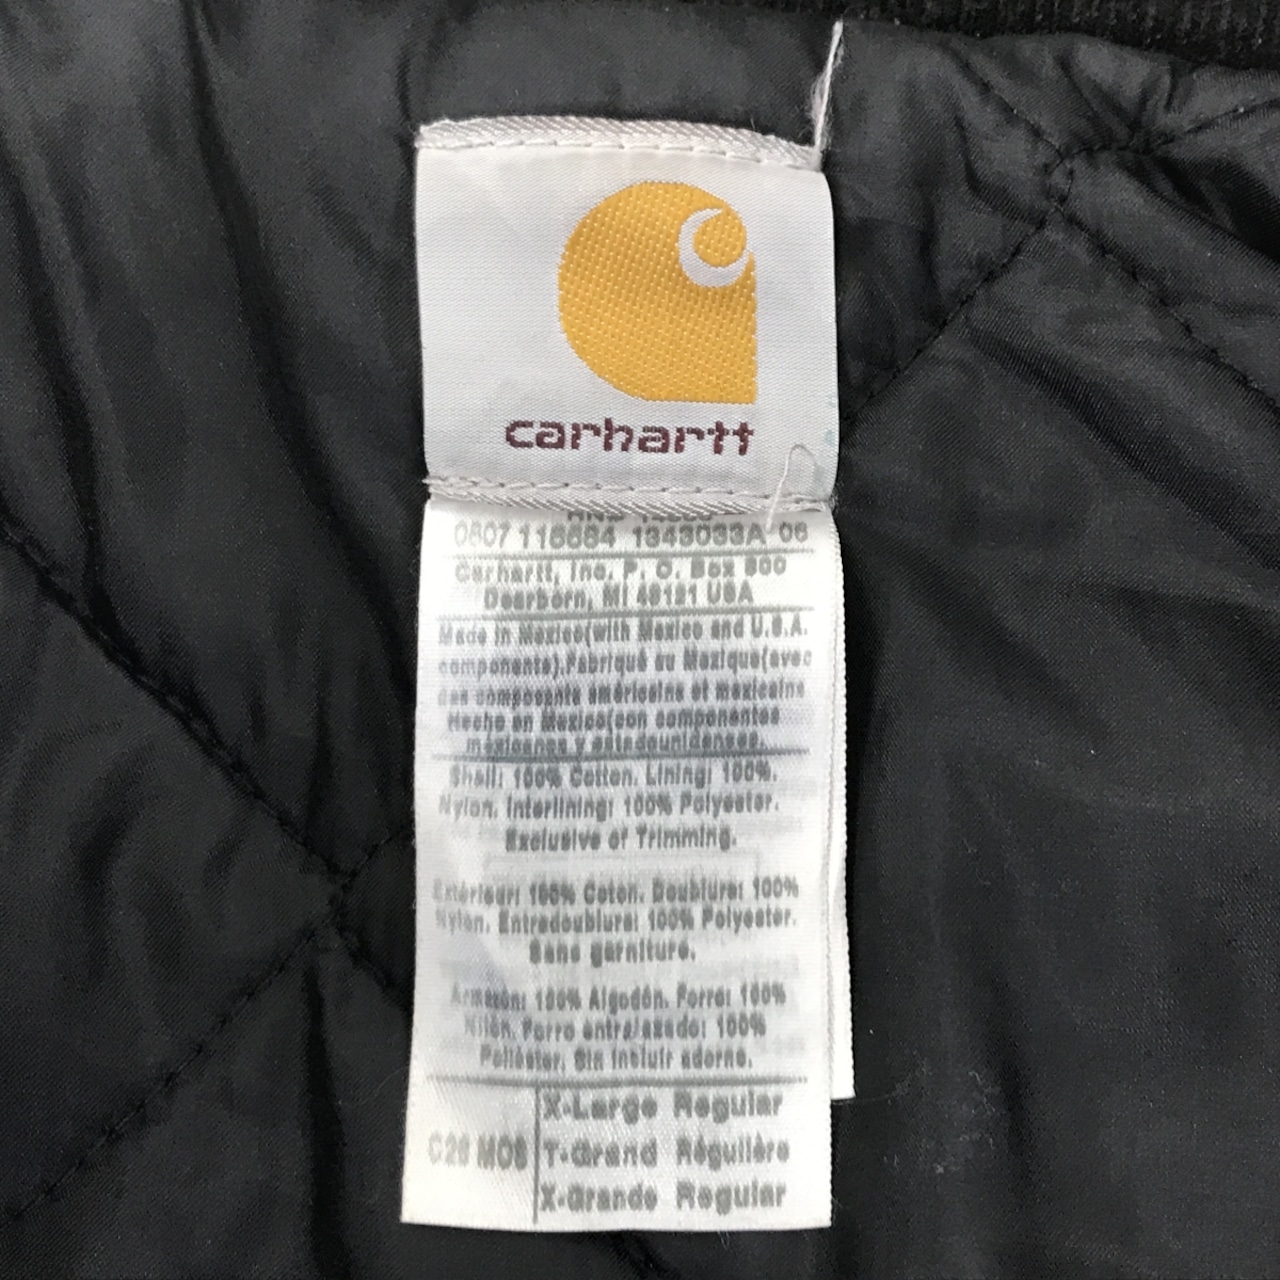 carhartt
0607 116684 1343033A 06
Carhartt, Inc. P. O. Box 600
Dearborn, MI 48121 USA
Made in Mexico(with Mexico and U.S.A.
components).Fabriqué au Mexique(avec
des composants américains et mexicains
Hecho en Mexico(con componentes
mexicanos y estadounidenses.
Shell: 100% Cotton. Lining: 100%.
Nylon. Interlining: 100% Polyester.
Exclusive of Trimming.
Extérieur: 100% Coton. Doublure: 100%
Nylon. Entredoublure: 100% Polyester.
Sans garniture.
Armazón: 100% Algodón. Forro: 100%
Nilón. Forro entrelazado: 100%
Poliéster. Sin incluir adorno.
X-Large Regular
C26 MOS T-Grand Régulière
X-Grande Regular